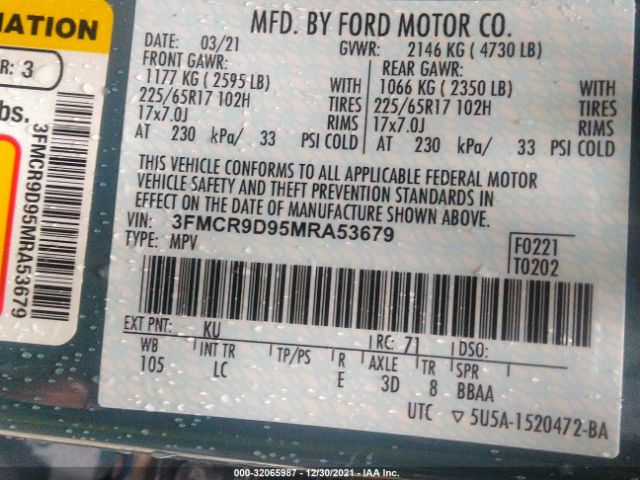 MATION
R: 3
bs.
3FMCR9D95MRA53679
MFD. BY FORD MOTOR CO.
DATE: 03/21 GVWR: 2146 KG ( 4730 LB)
FRONT GAWR: REAR GAWR:
1177 KG ( 2595 LB) WITH 1066 KG ( 2350 LB) WITH
225/65R17 102H TIRES 225/65R17 102H TIRES
17x7.0J RIMS 17x7.0J RIMS
AT 230 kPa/ 33 PSI COLD AT 230 kPa/ 33 PSI COLD
THIS VEHICLE CONFORMS TO ALL APPLICABLE FEDERAL MOTOR
VEHICLE SAFETY AND THEFT PREVENTION STANDARDS IN
EFFECT ON THE DATE OF MANUFACTURE SHOWN ABOVE.
VIN: 3FMCR9D95MRA53679
TYPE: MPV
F0221
T0202
EXT PNT: KU RC: 71 DSO:
WB INT TR TP/PS R AXLE TR SPR
105 LC E 3D 8 BBAA
UTC ▽ 5U5A-1520472-BA
000-32065987 - 12/30/2021 - IAA Inc.